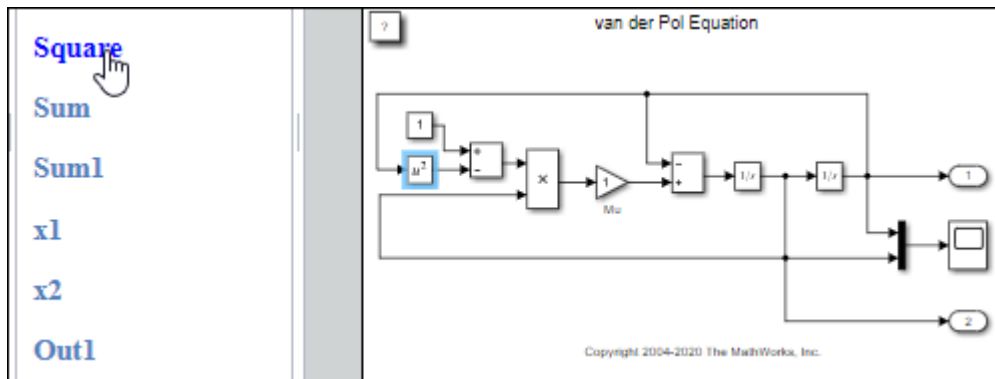 Square
Sum
Sum1
x1
x2
Out1
?
van der Pol Equation
1
+
−
u²
×
1
Mu
−
+
1/s
1/s
1
2
Copyright 2004-2020 The MathWorks, Inc.